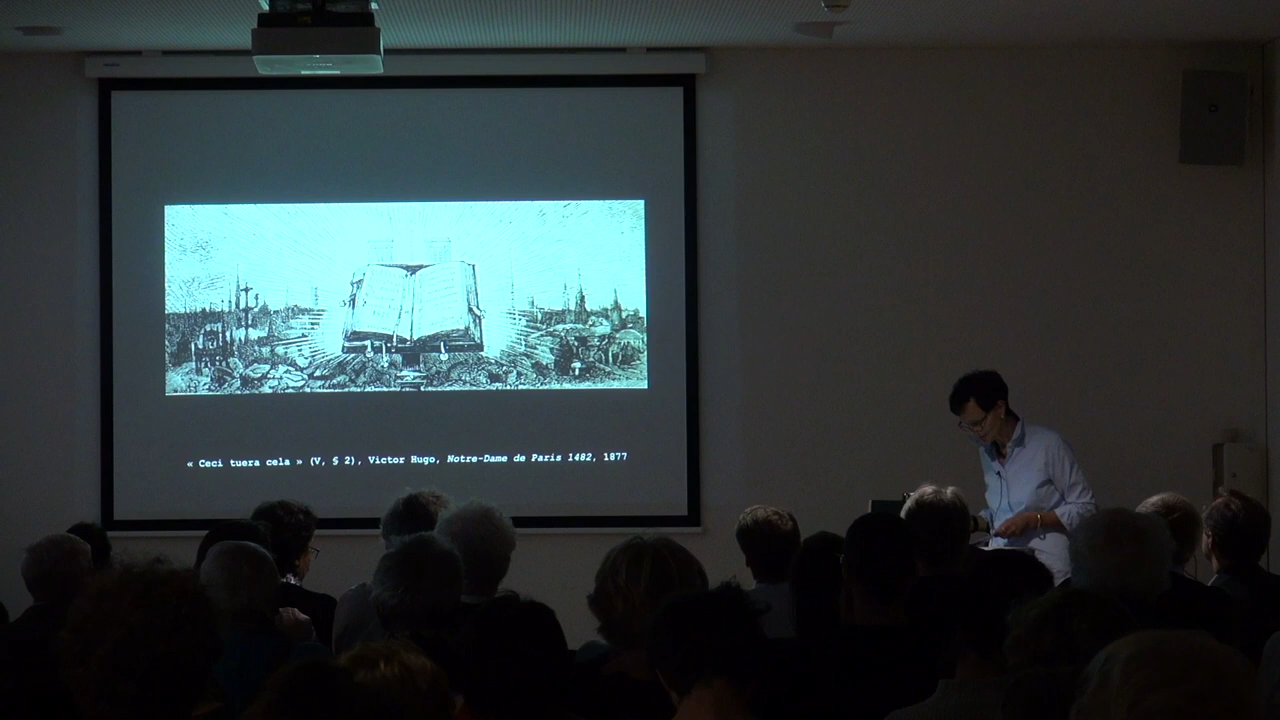 « Ceci tuera cela » (V, § 2), Victor Hugo, Notre-Dame de Paris 1482, 1877